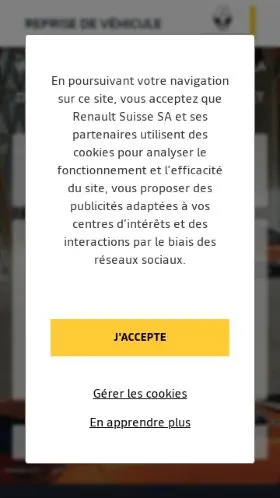 REPRISE DE VÉHICULE
En poursuivant votre navigation
sur ce site, vous acceptez que
Renault Suisse SA et ses
partenaires utilisent des
cookies pour analyser le
fonctionnement et l'efficacité
du site, vous proposer des
publicités adaptées à vos
centres d'intérêts et des
interactions par le biais des
réseaux sociaux.
J'ACCEPTE
Gérer les cookies
En apprendre plus